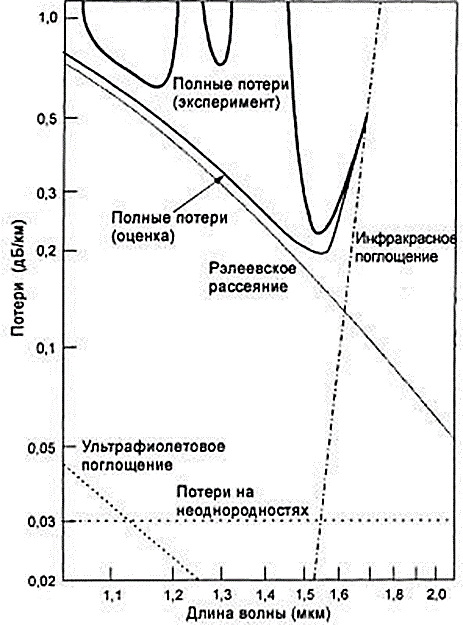 1,0
Полные потери
(эксперимент)
0,5
0,3
Полные потери
(оценка)
Инфракрасное
поглощение
0,2
Рэлеевское
рассеяние
Потери (дБ/км)
0,1
0,05
Ультрафиолетовое
поглощение
Потери на
неоднородностях
0,03
0,02
1,1 1,2 1,3 1,4 1,5 1,6 1,8 2,0
Длина волны (мкм)